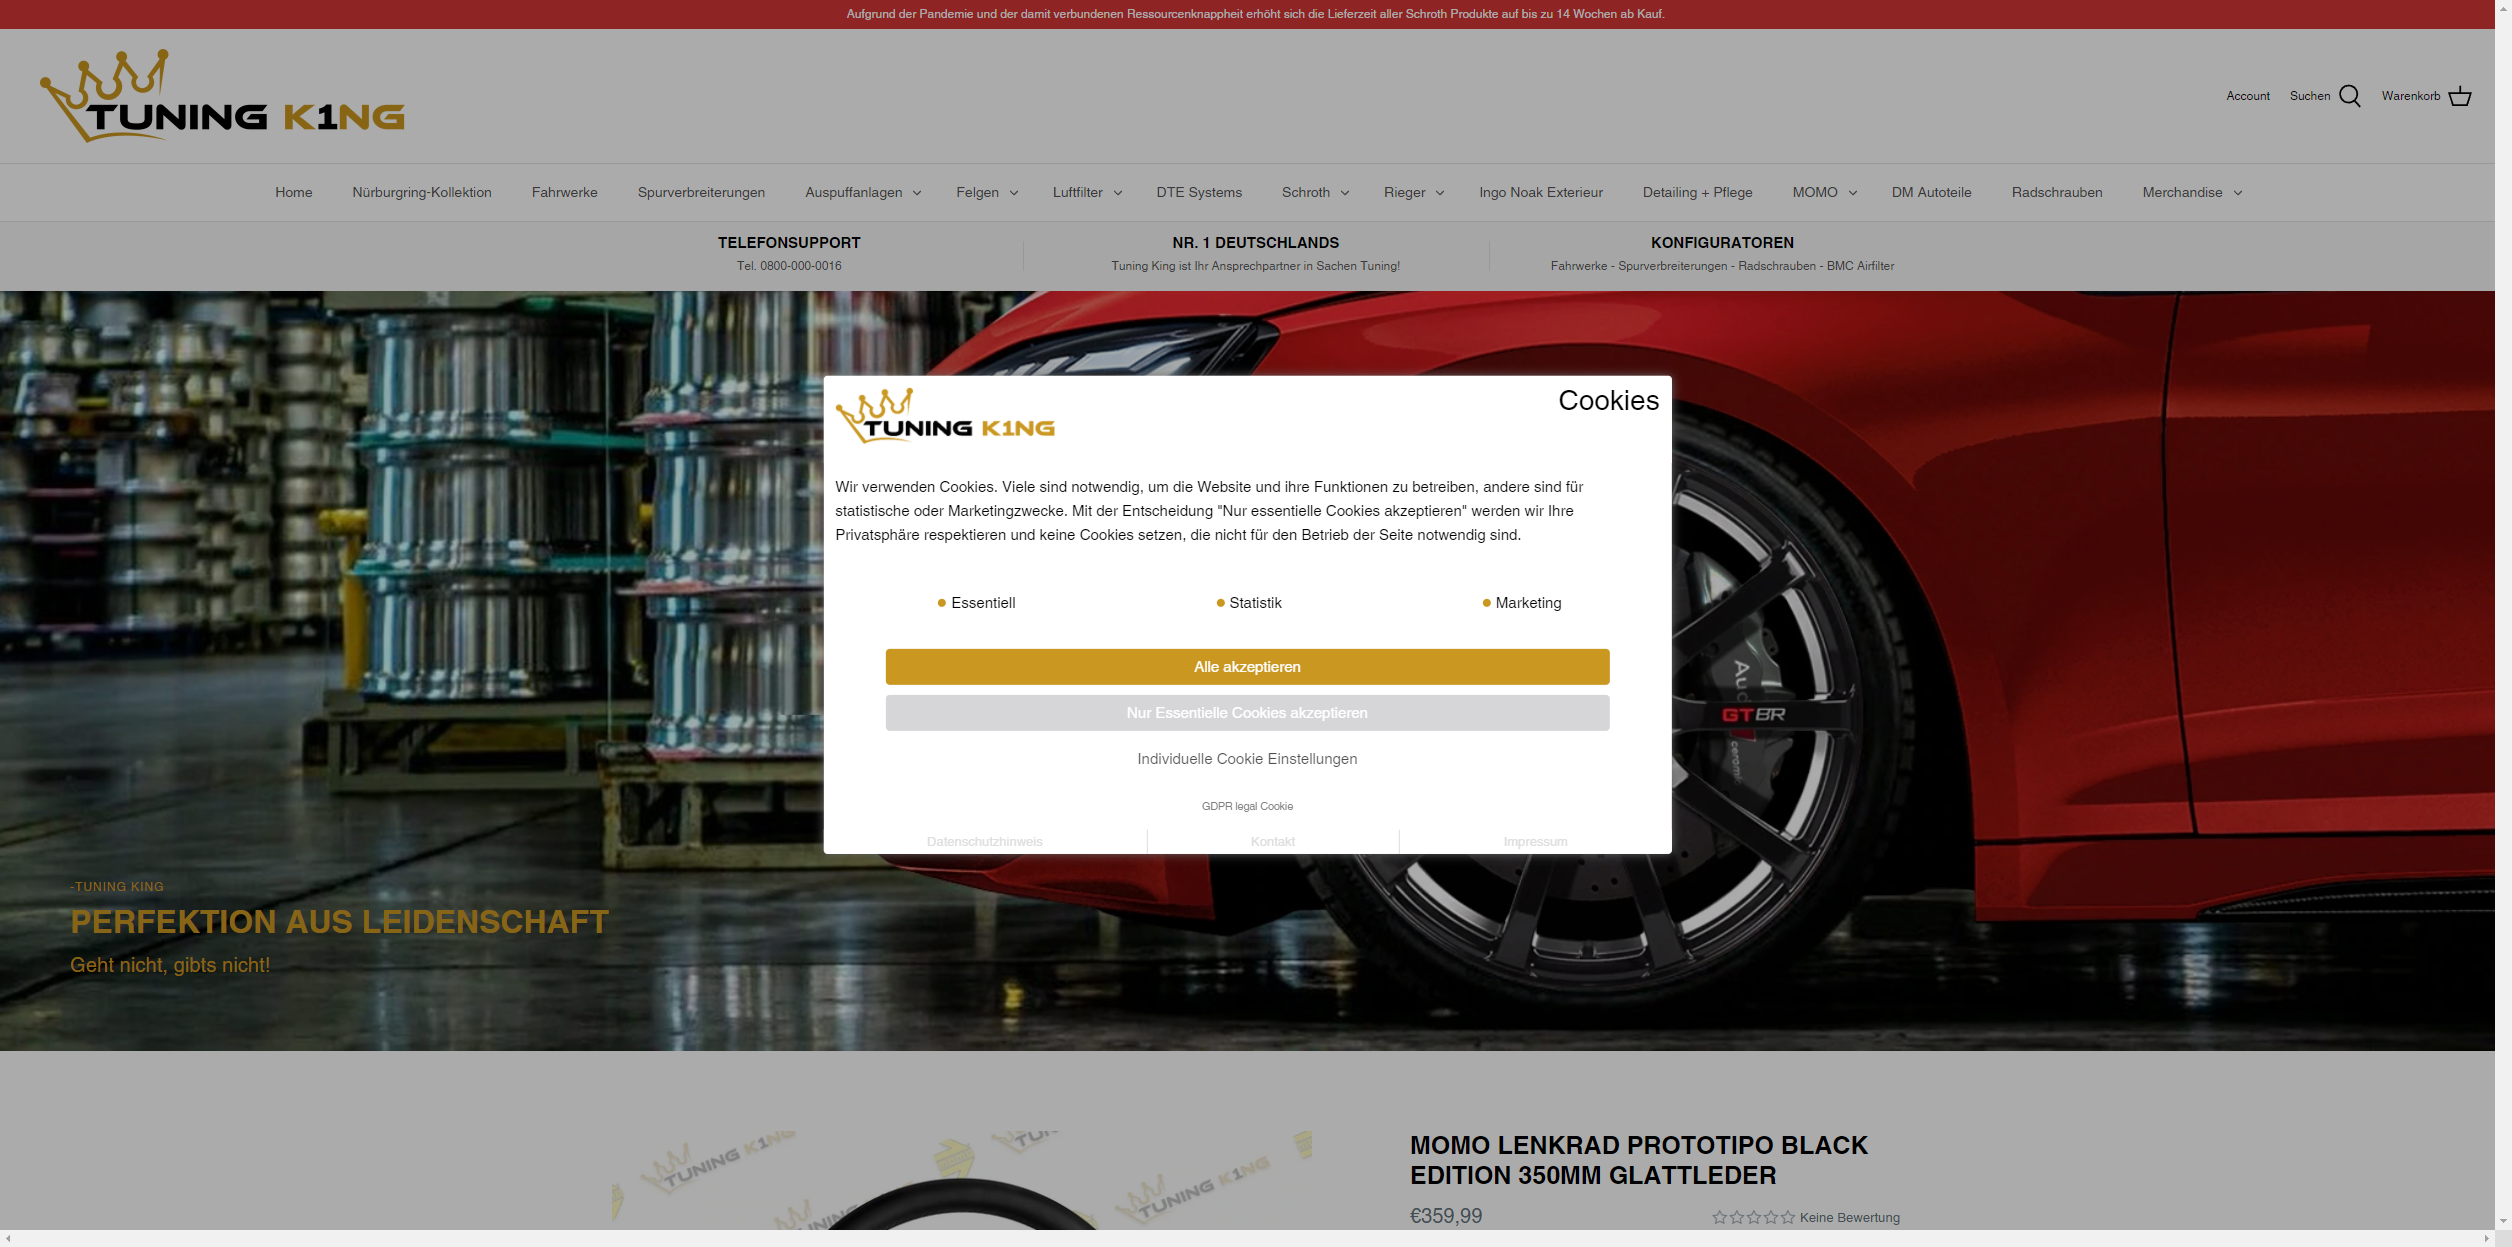 Aufgrund der Pandemie und der damit verbundenen Ressourcenknappheit erhöht sich die Lieferzeit aller Schroth Produkte auf bis zu 14 Wochen ab Kauf.
TUNING K1NG
Account Suchen Warenkorb
Home Nürburgring-Kollektion Fahrwerke Spurverbreiterungen Auspuffanlagen Felgen Luftfilter DTE Systems Schroth Rieger Ingo Noak Exterieur Detailing + Pflege MOMO DM Autoteile Radschrauben Merchandise
TELEFONSUPPORT
Tel. 0800-000-0016
NR. 1 DEUTSCHLANDS
Tuning King ist Ihr Ansprechpartner in Sachen Tuning!
KONFIGURATOREN
Fahrwerke - Spurverbreiterungen - Radschrauben - BMC Airfilter
TUNING K1NG
Cookies
Wir verwenden Cookies. Viele sind notwendig, um die Website und ihre Funktionen zu betreiben, andere sind für
statistische oder Marketingzwecke. Mit der Entscheidung "Nur essentielle Cookies akzeptieren" werden wir Ihre
Privatsphäre respektieren und keine Cookies setzen, die nicht für den Betrieb der Seite notwendig sind.
Essentiell Statistik Marketing
Alle akzeptieren
Nur Essentielle Cookies akzeptieren
Individuelle Cookie Einstellungen
GDPR legal Cookie
Datenschutzhinweis Kontakt Impressum
Audi
GTBR
ceramic
-TUNING KING
PERFEKTION AUS LEIDENSCHAFT
Geht nicht, gibts nicht!
TUNING K1NG
TUNING K1NG
MOMO LENKRAD PROTOTIPO BLACK
EDITION 350MM GLATTLEDER
€359,99
Keine Bewertung